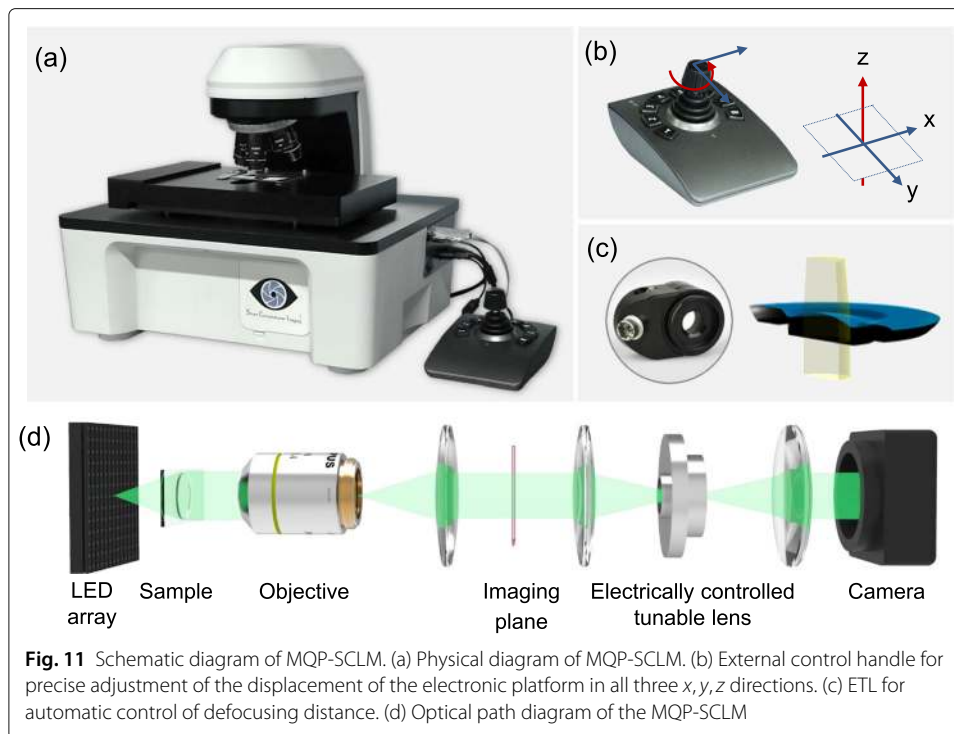 (a)
(b)
z
x
y
(c)
(d)
PUS
LED
array
Sample
Objective
Imaging
plane
Electrically controlled
tunable lens
Camera
Fig. 11 Schematic diagram of MQP-SCLM. (a) Physical diagram of MQP-SCLM. (b) External control handle for
precise adjustment of the displacement of the electronic platform in all three x, y, z directions. (c) ETL for
automatic control of defocusing distance. (d) Optical path diagram of the MQP-SCLM